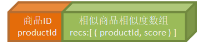 商品ID
productId
相似商品相似度数组
recs:[ ( productId, score ) ]